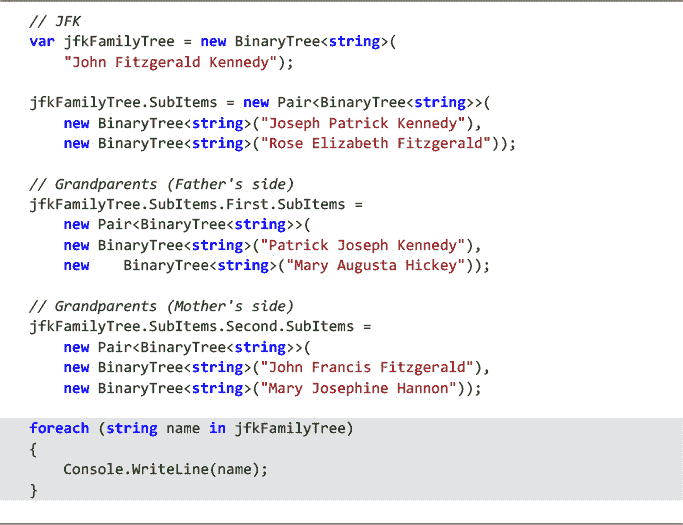 // JFK
var jfkFamilyTree = new BinaryTree<string>(
    "John Fitzgerald Kennedy");

jfkFamilyTree.SubItems = new Pair<BinaryTree<string>>(
    new BinaryTree<string>("Joseph Patrick Kennedy"),
    new BinaryTree<string>("Rose Elizabeth Fitzgerald"));

// Grandparents (Father's side)
jfkFamilyTree.SubItems.First.SubItems =
    new Pair<BinaryTree<string>>(
    new BinaryTree<string>("Patrick Joseph Kennedy"),
    new    BinaryTree<string>("Mary Augusta Hickey"));

// Grandparents (Mother's side)
jfkFamilyTree.SubItems.Second.SubItems =
    new Pair<BinaryTree<string>>(
    new BinaryTree<string>("John Francis Fitzgerald"),
    new BinaryTree<string>("Mary Josephine Hannon"));

foreach (string name in jfkFamilyTree)
{
    Console.WriteLine(name);
}